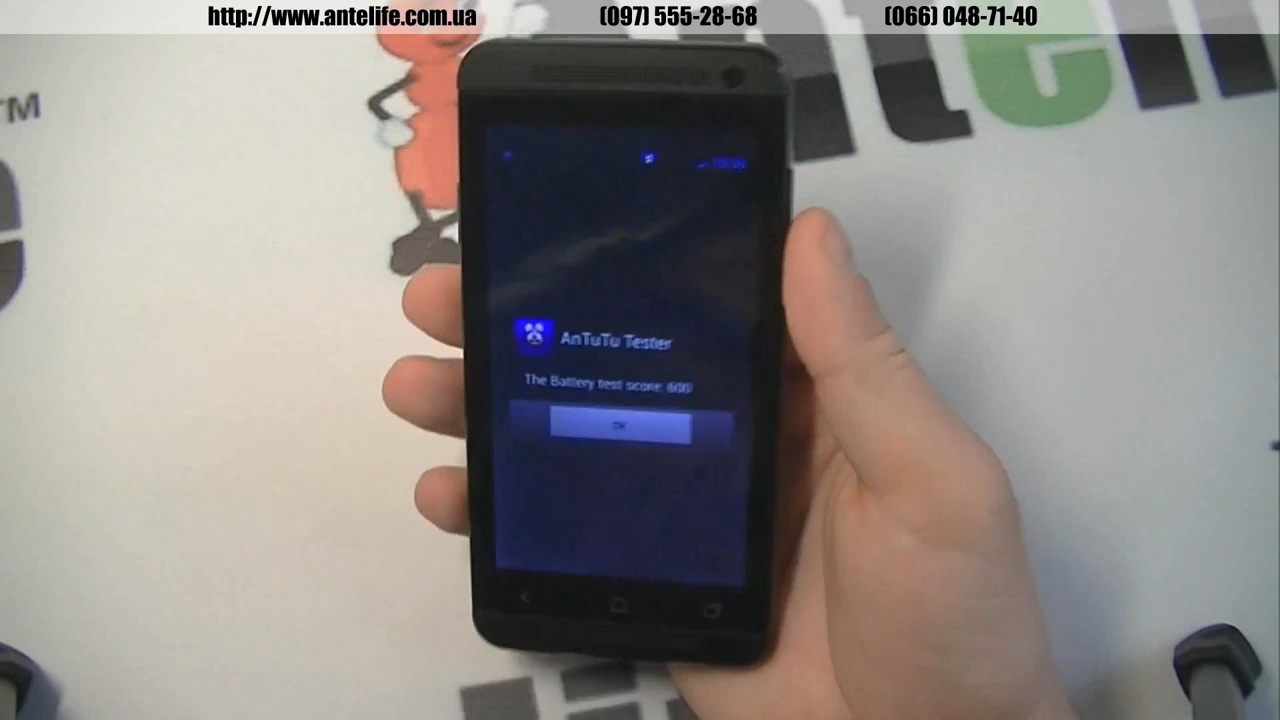 http://www.antelife.com.ua (097) 555-28-68 (066) 048-71-40
TM
AnTuTu Tester
The Battery test score: 600
OK